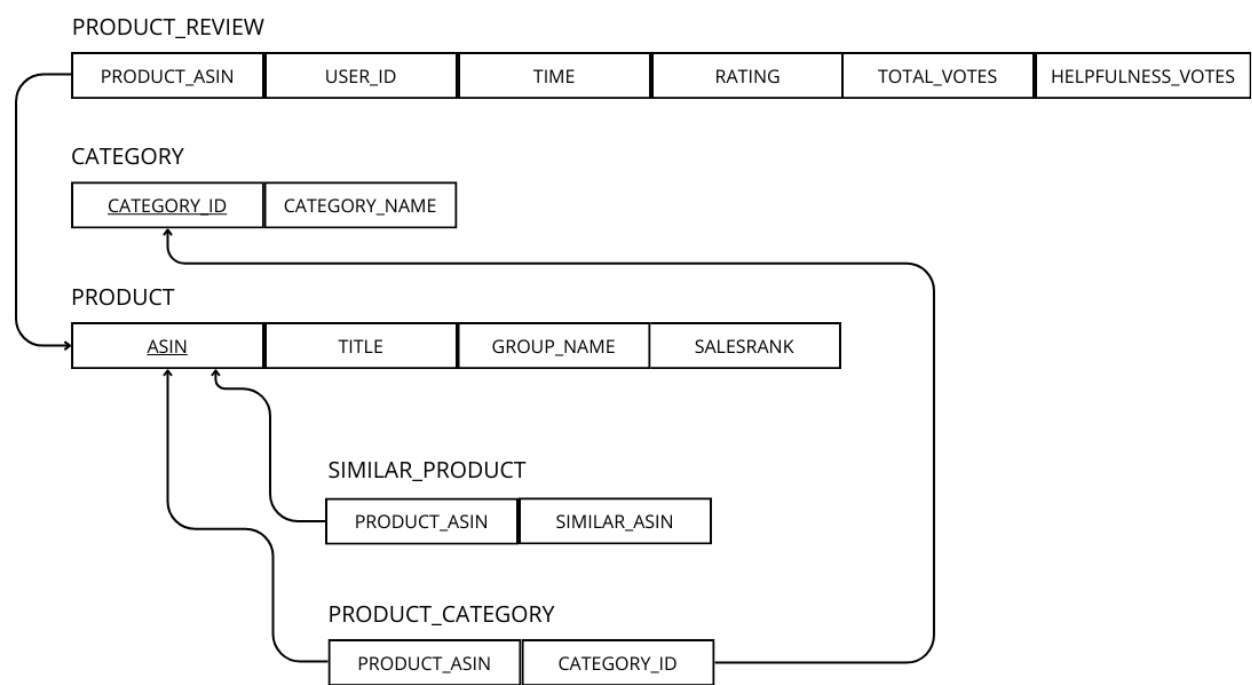 PRODUCT_REVIEW
PRODUCT_ASIN USER_ID TIME RATING TOTAL_VOTES HELPFULNESS_VOTES
CATEGORY
CATEGORY_ID CATEGORY_NAME
PRODUCT
ASIN TITLE GROUP_NAME SALESRANK
SIMILAR_PRODUCT
PRODUCT_ASIN SIMILAR_ASIN
PRODUCT_CATEGORY
PRODUCT_ASIN CATEGORY_ID